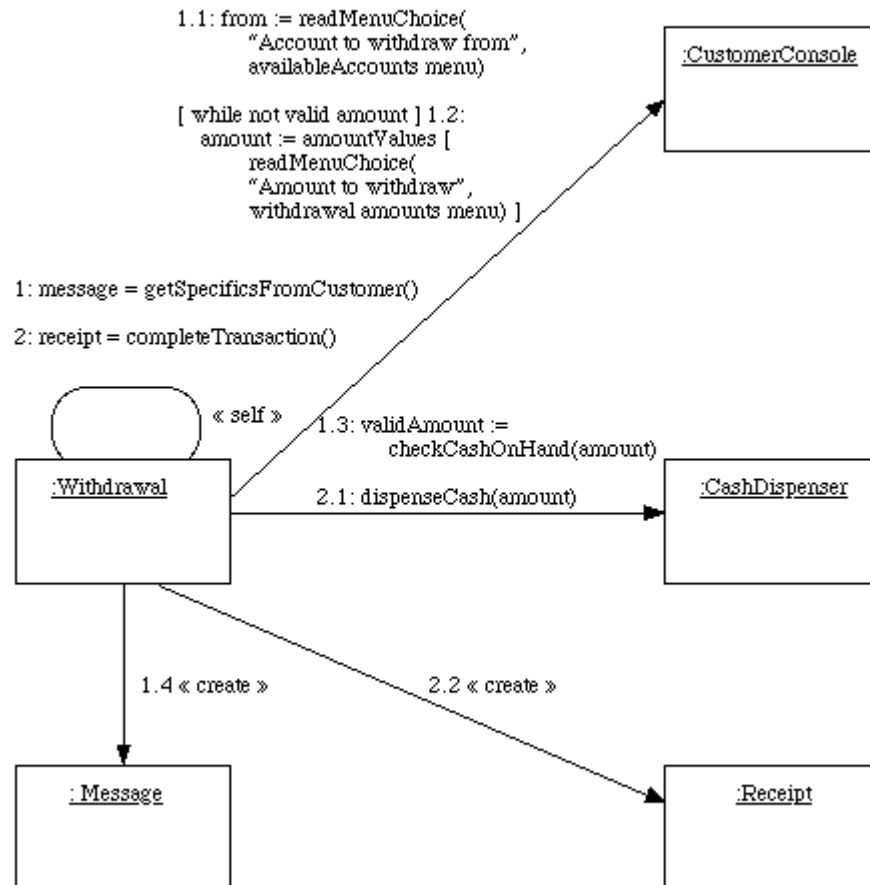 1.1: from := readMenuChoice(
“Account to withdraw from”,
availableAccounts menu)
:CustomerConsole
[ while not valid amount ] 1.2:
amount := amountValues [
readMenuChoice(
“Amount to withdraw”,
withdrawal amounts menu) ]
1: message = getSpecificsFromCustomer()
2: receipt = completeTransaction()
« self »
1.3: validAmount :=
checkCashOnHand(amount)
:Withdrawal
2.1: dispenseCash(amount)
:CashDispenser
1.4 « create »
2.2 « create »
: Message
:Receipt